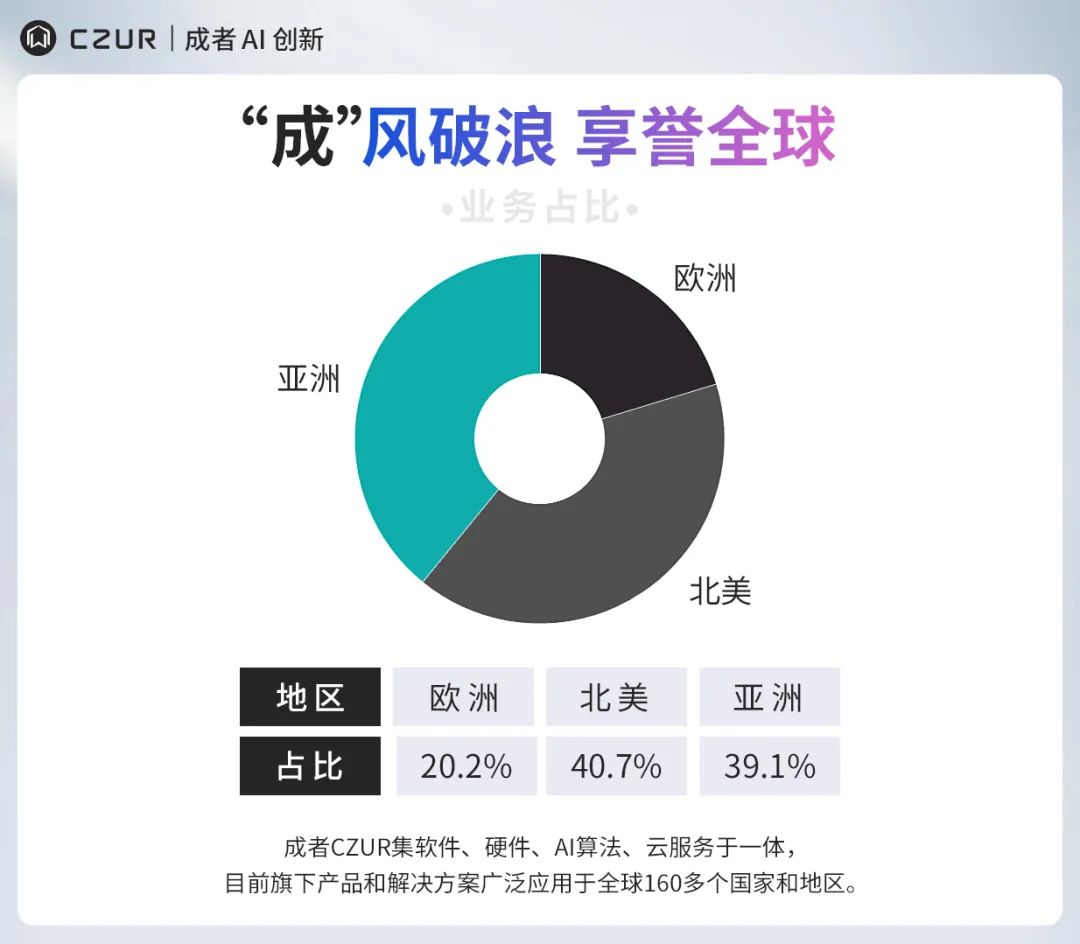 CZUR | 成者AI 创新
“成”风破浪 享誉全球
•业务占比•
欧洲
亚洲
北美
地区 欧洲 北美 亚洲
占比 20.2% 40.7% 39.1%
成者CZUR集软件、硬件、AI算法、云服务于一体，
目前旗下产品和解决方案广泛应用于全球160多个国家和地区。